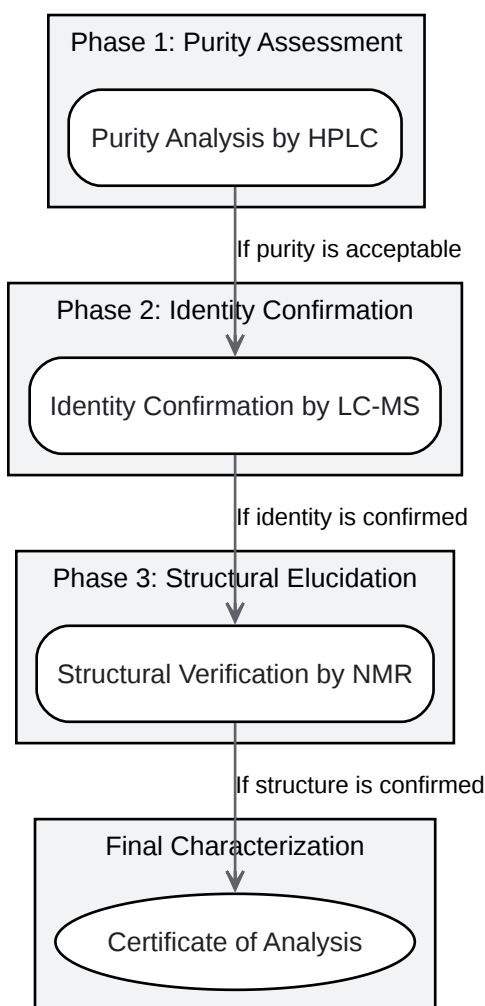 Phase 1: Purity Assessment
Purity Analysis by HPLC
If purity is acceptable
Phase 2: Identity Confirmation
Identity Confirmation by LC-MS
If identity is confirmed
Phase 3: Structural Elucidation
Structural Verification by NMR
If structure is confirmed
Final Characterization
Certificate of Analysis